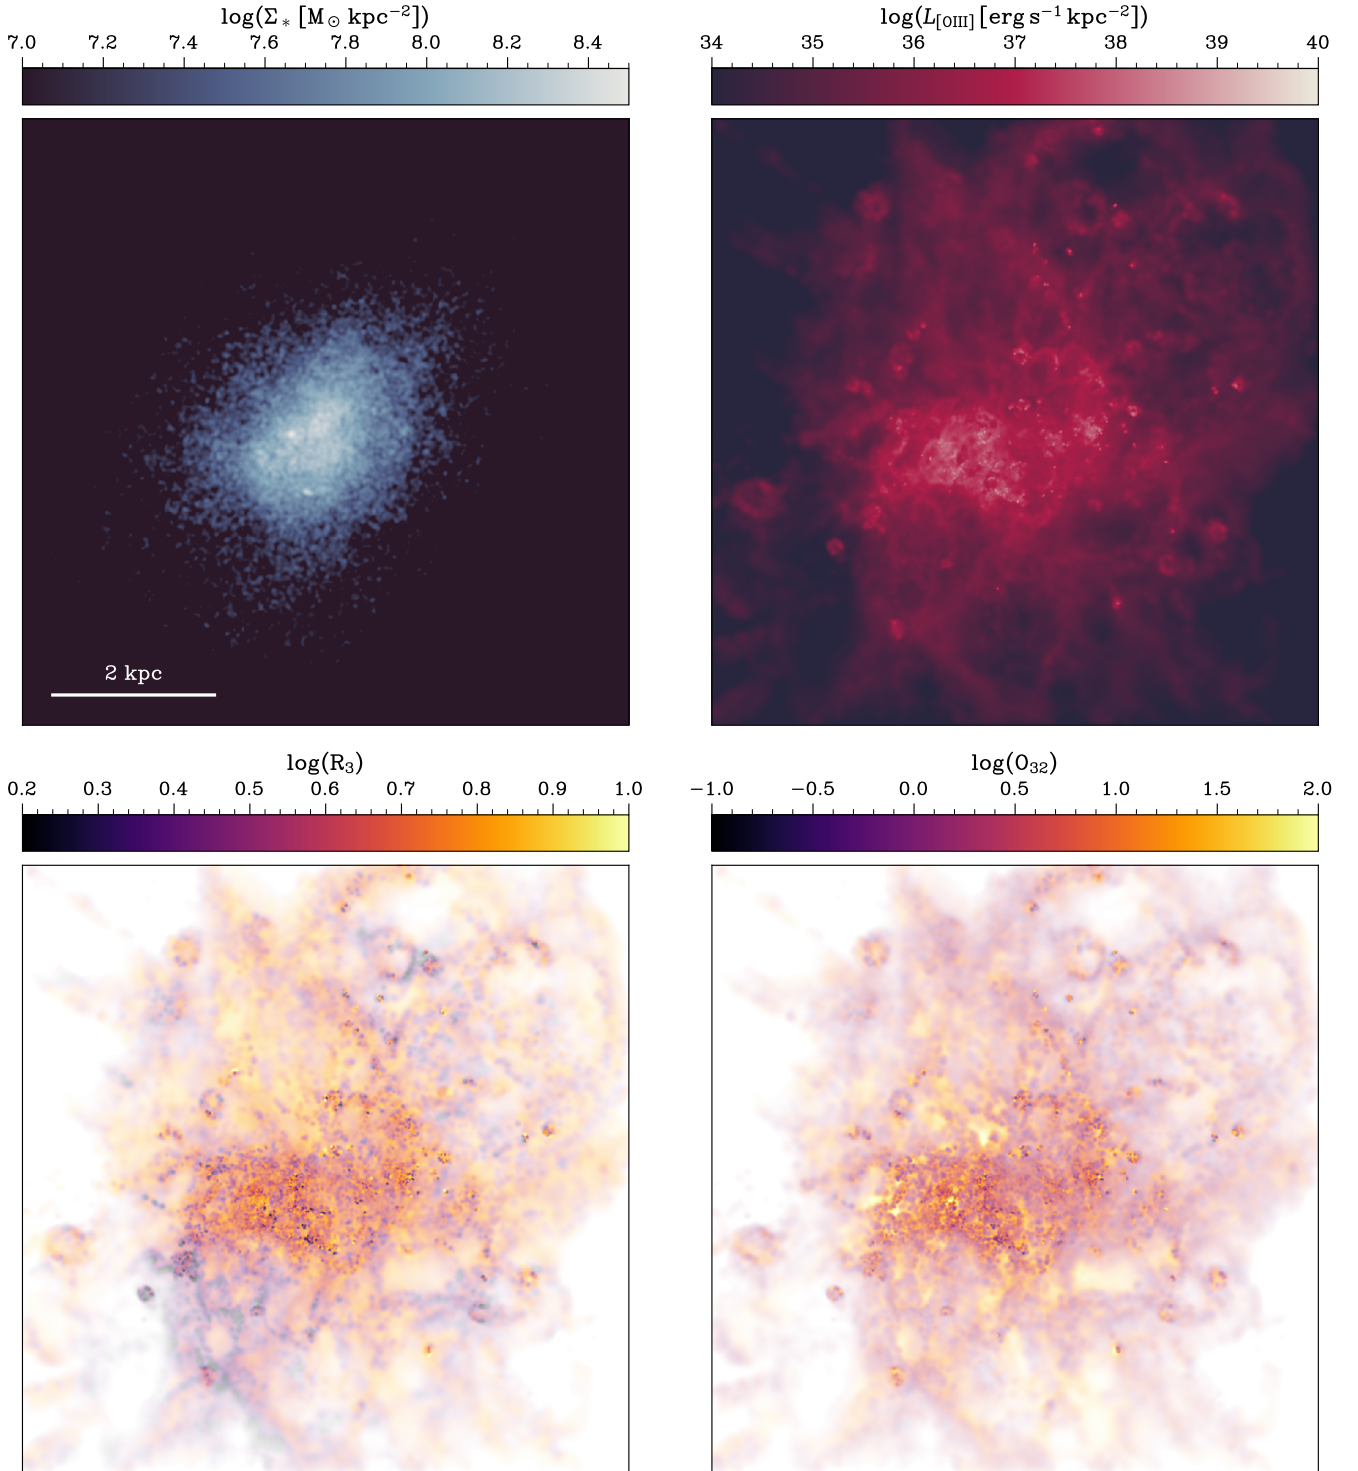 log(Σ* [M⊙ kpc⁻²])
7.0 7.2 7.4 7.6 7.8 8.0 8.2 8.4
2 kpc
log(L[OIII] [erg s⁻¹ kpc⁻²])
34 35 36 37 38 39 40
log(R₃)
0.2 0.3 0.4 0.5 0.6 0.7 0.8 0.9 1.0
log(O₃₂)
−1.0 −0.5 0.0 0.5 1.0 1.5 2.0